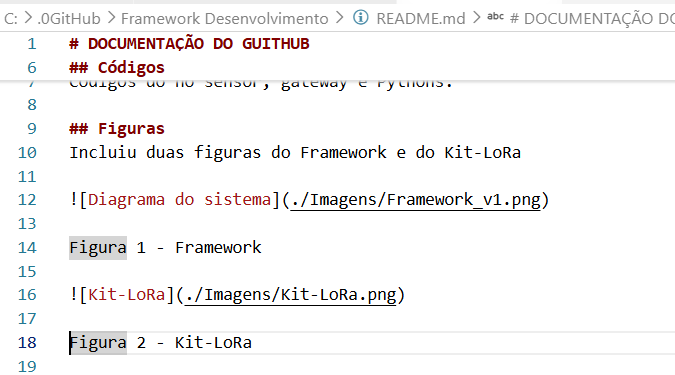 C: > .0GitHub > Framework Desenvolvimento > README.md > abc # DOCUMENTAÇÃO DO
1 # DOCUMENTAÇÃO DO GUITHUB
6 ## Códigos
7 Códigos do nó sensor, gateway e Pythons.
8
9 ## Figuras
10 Incluiu duas figuras do Framework e do Kit-LoRa
11
12 ![Diagrama do sistema](./Imagens/Framework_v1.png)
13
14 Figura 1 - Framework
15
16 ![Kit-LoRa](./Imagens/Kit-LoRa.png)
17
18 Figura 2 - Kit-LoRa
19